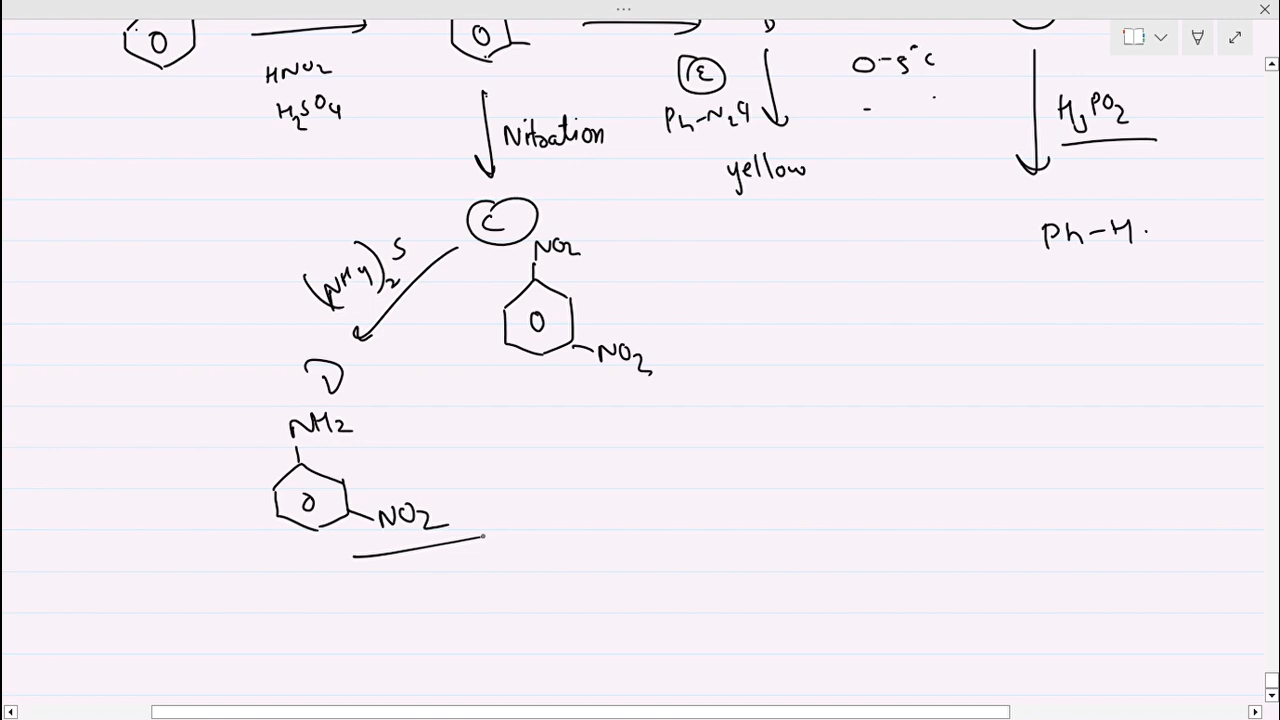 HNO2
H2SO4
Nitration
E
Ph-N2Cl
yellow
0-5°C
H3PO2
Ph-H.
C
(NH4)2S
NO2
NO2
D
NH2
NO2